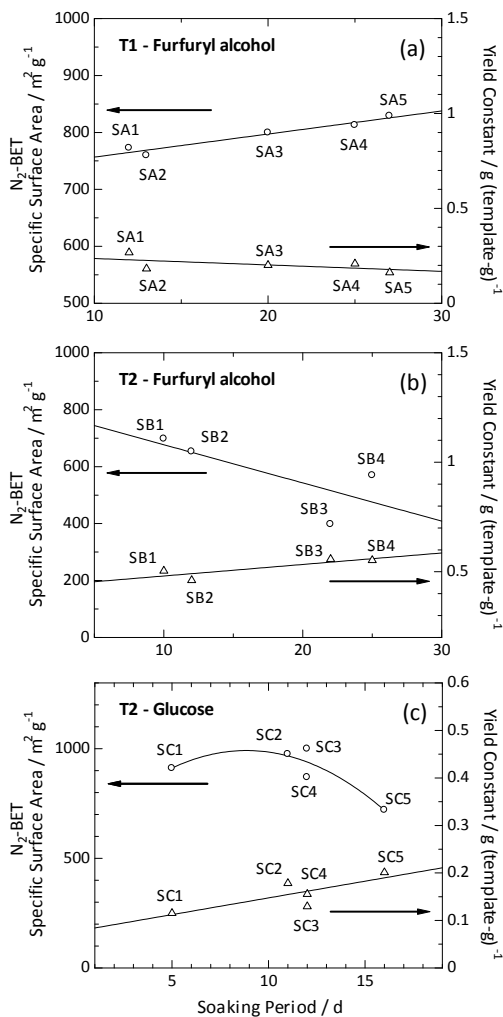 T1 - Furfuryl alcohol
(a)
N₂-BET
Specific Surface Area / m² g⁻¹
Yield Constant / g (template-g)⁻¹
1000
900
800
700
600
500
1.5
1
0.5
0
SA1
SA2
SA3
SA4
SA5
SA1
SA2
SA3
SA4
SA5
10
20
30
T2 - Furfuryl alcohol
(b)
N₂-BET
Specific Surface Area / m² g⁻¹
Yield Constant / g (template-g)⁻¹
1000
800
600
400
200
0
1.5
1
0.5
SB1
SB2
SB3
SB4
SB1
SB2
SB3
SB4
10
20
30
T2 - Glucose
(c)
N₂-BET
Specific Surface Area / m² g⁻¹
Yield Constant / g (template-g)⁻¹
1000
500
0
0.6
0.5
0.4
0.3
0.2
0.1
0
SC1
SC2
SC3
SC4
SC5
SC1
SC2
SC4
SC3
SC5
5
10
15
Soaking Period / d